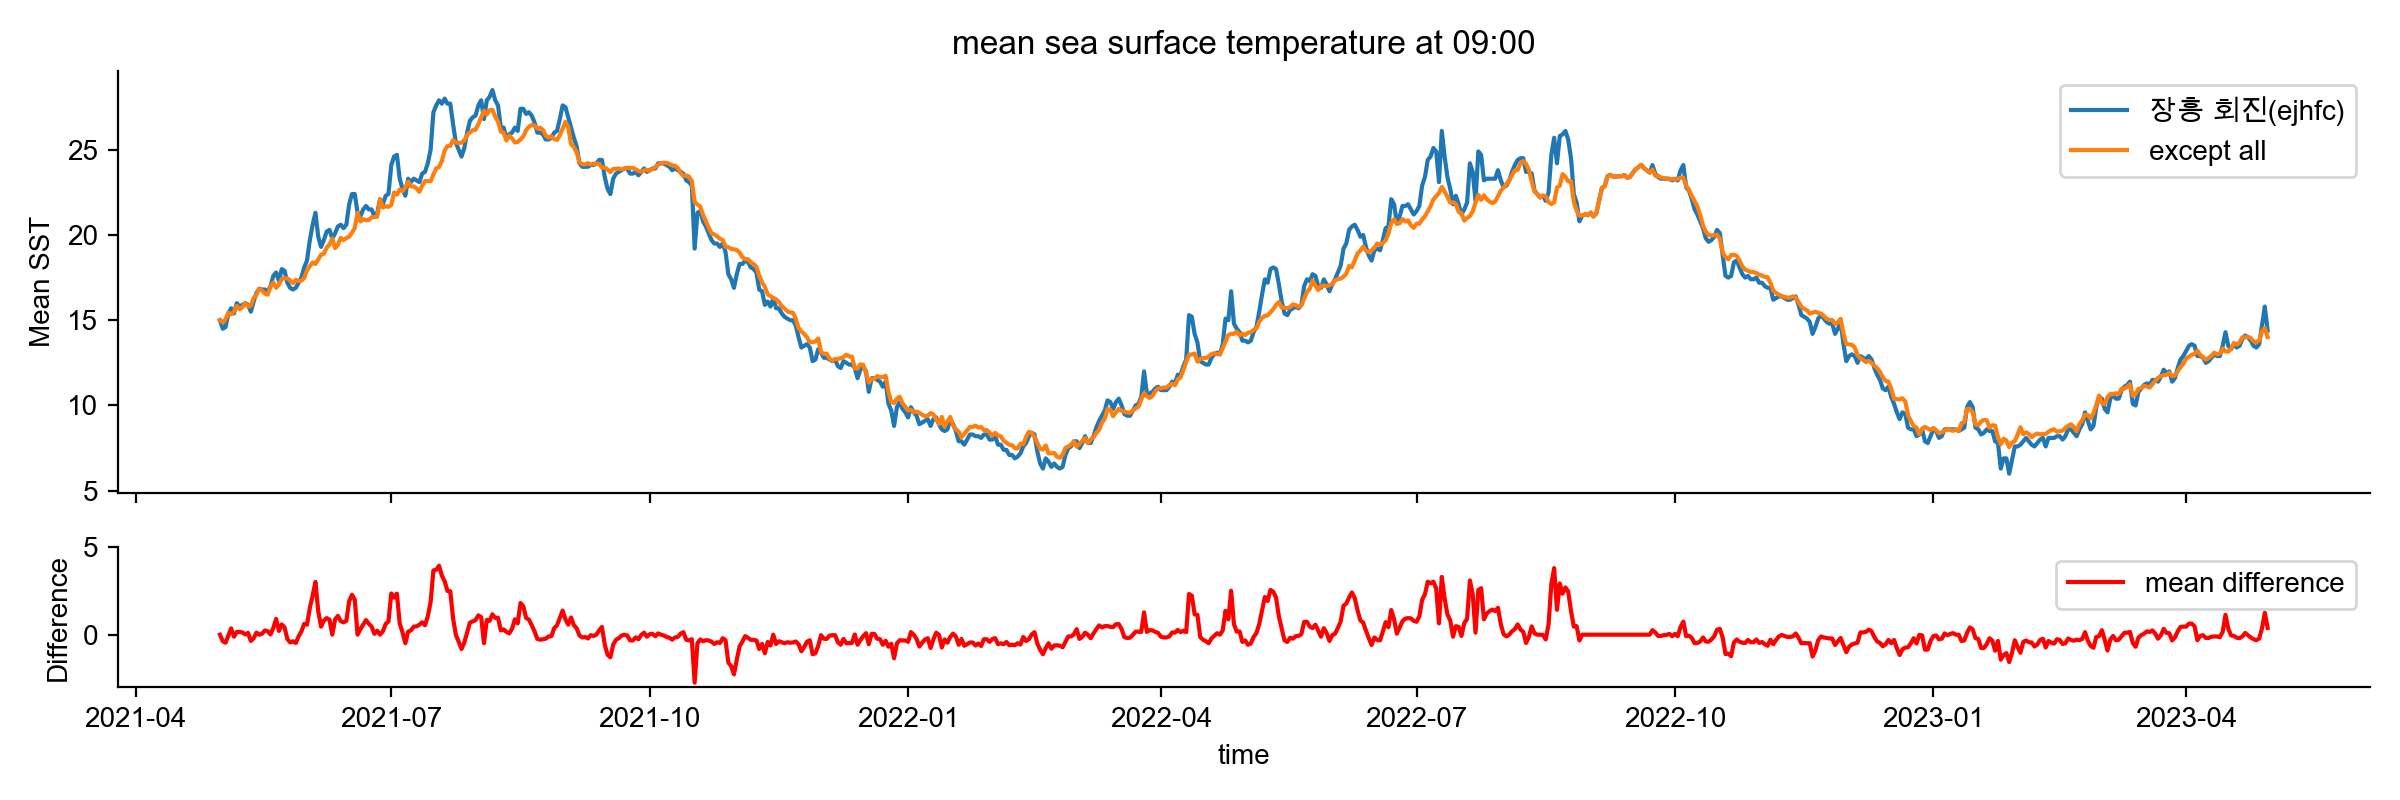 mean sea surface temperature at 09:00
장흥 회진(ejhfc)
except all
Mean SST
25
20
15
10
5
5
0
Difference
mean difference
2021-04
2021-07
2021-10
2022-01
2022-04
2022-07
2022-10
2023-01
2023-04
time